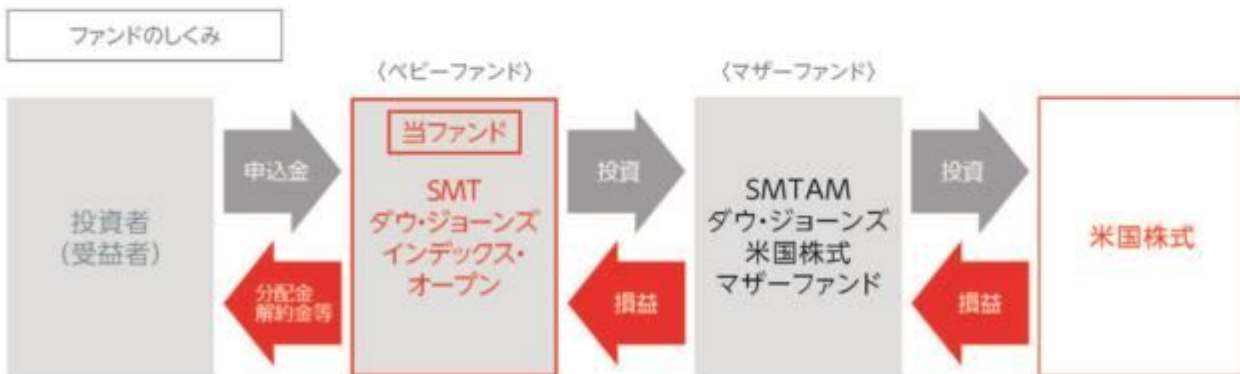 ファンドのしくみ
〈ベビーファンド〉
〈マザーファンド〉
投資者
(受益者)
申込金
分配金
解約金等
当ファンド
SMT
ダウ・ジョーンズ
インデックス・
オープン
投資
損益
SMTAM
ダウ・ジョーンズ
米国株式
マザーファンド
投資
損益
米国株式